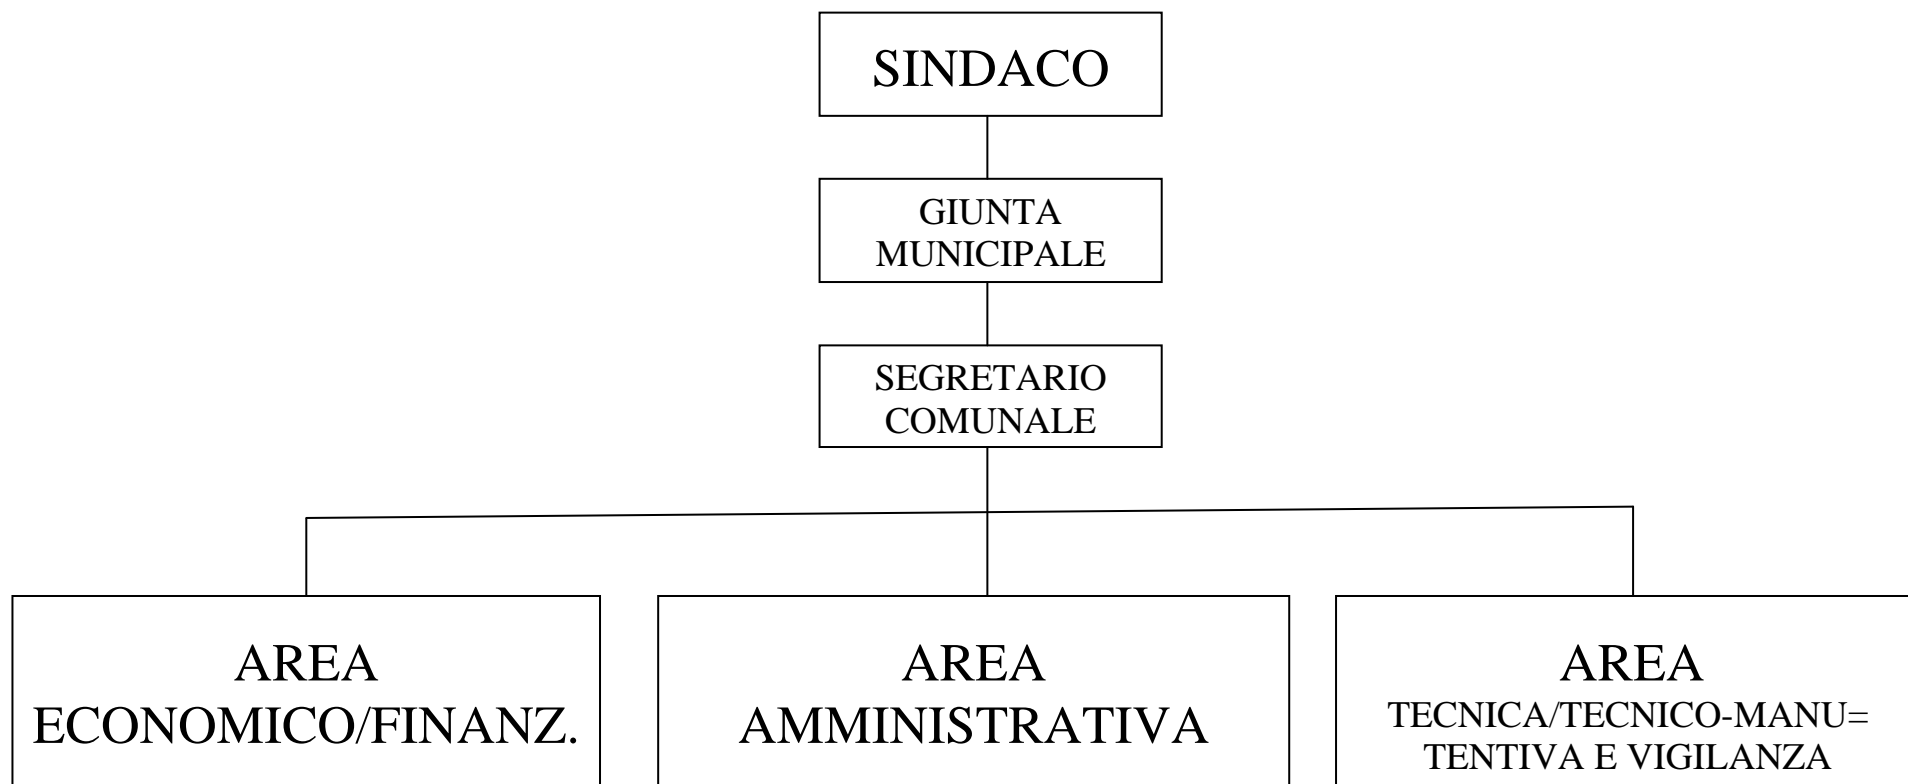 SINDACO
GIUNTA
MUNICIPALE
SEGRETARIO
COMUNALE
AREA
ECONOMICO/FINANZ.
AREA
AMMINISTRATIVA
AREA
TECNICA/TECNICO-MANU=
TENTIVA E VIGILANZA